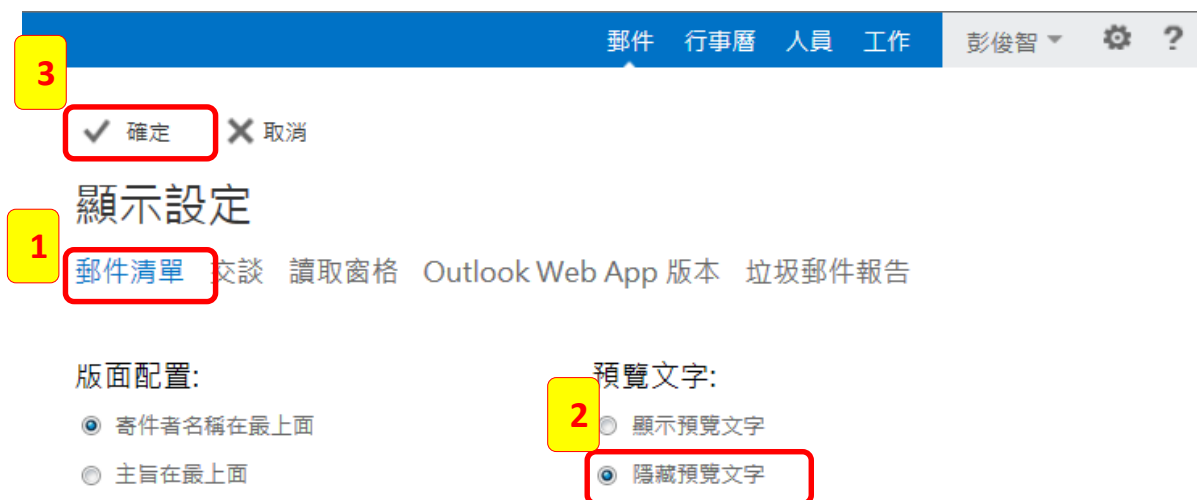 郵件 行事曆 人員 工作 彭俊智 ?
3
確定 取消
顯示設定
1
郵件清單 交談 讀取窗格 Outlook Web App 版本 垃圾郵件報告
版面配置: 預覽文字:
2
寄件者名稱在最上面 顯示預覽文字
主旨在最上面 隱藏預覽文字